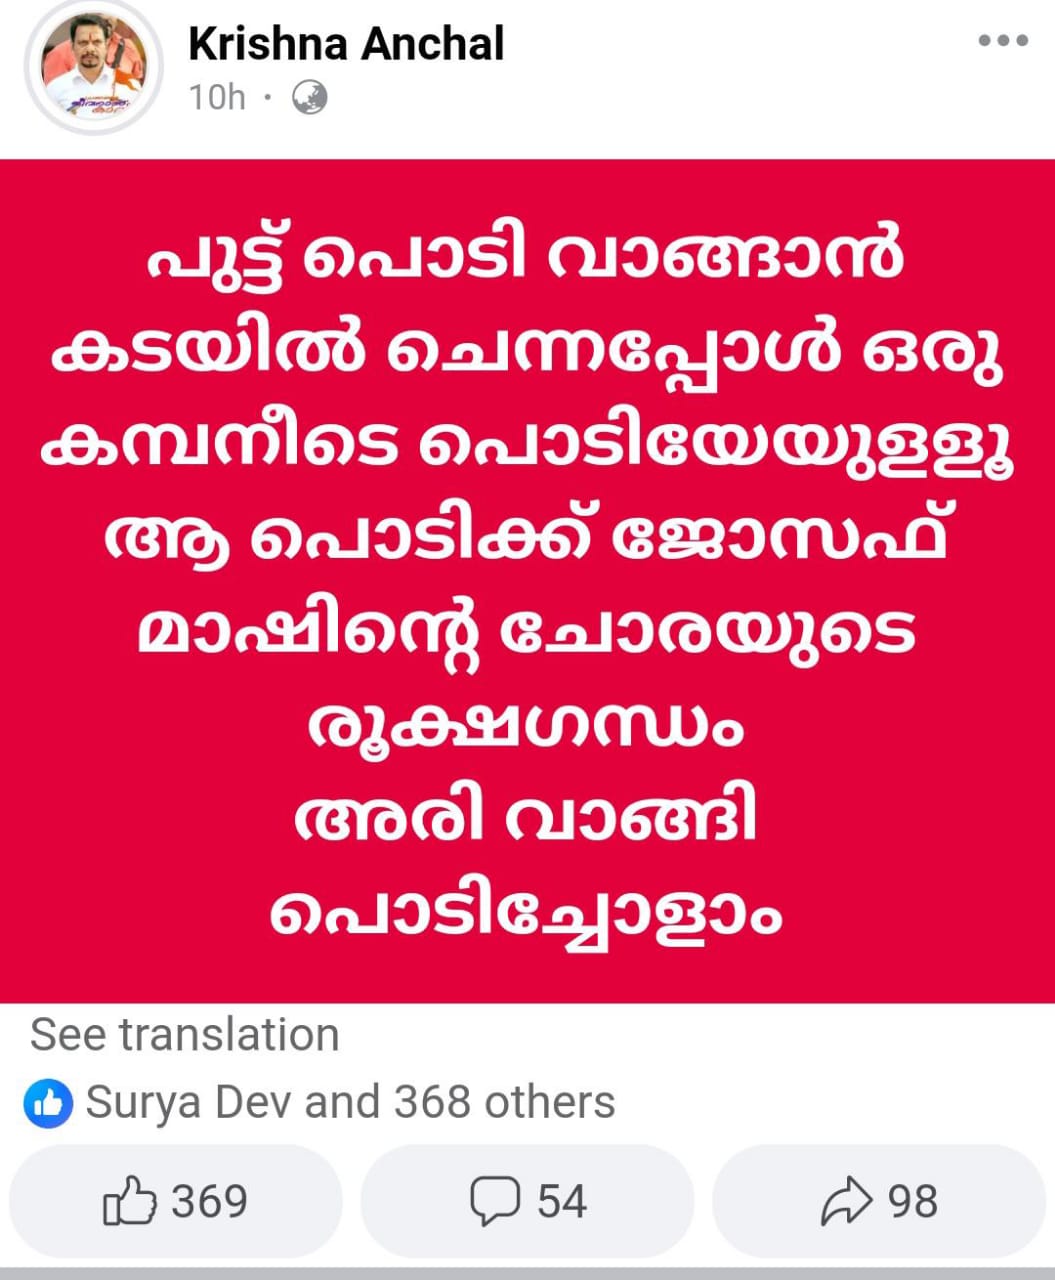 Krishna Anchal
10h ·
പുട്ട് പൊടി വാങ്ങാൻ
കടയിൽ ചെന്നപ്പോൾ ഒരു
കമ്പനീടെ പൊടിയേയുളളൂ
ആ പൊടിക്ക് ജോസഫ്
മാഷിന്റെ ചോരയുടെ
രൂക്ഷഗന്ധം
അരി വാങ്ങി
പൊടിച്ചോളാം
See translation
Surya Dev and 368 others
369 54 98